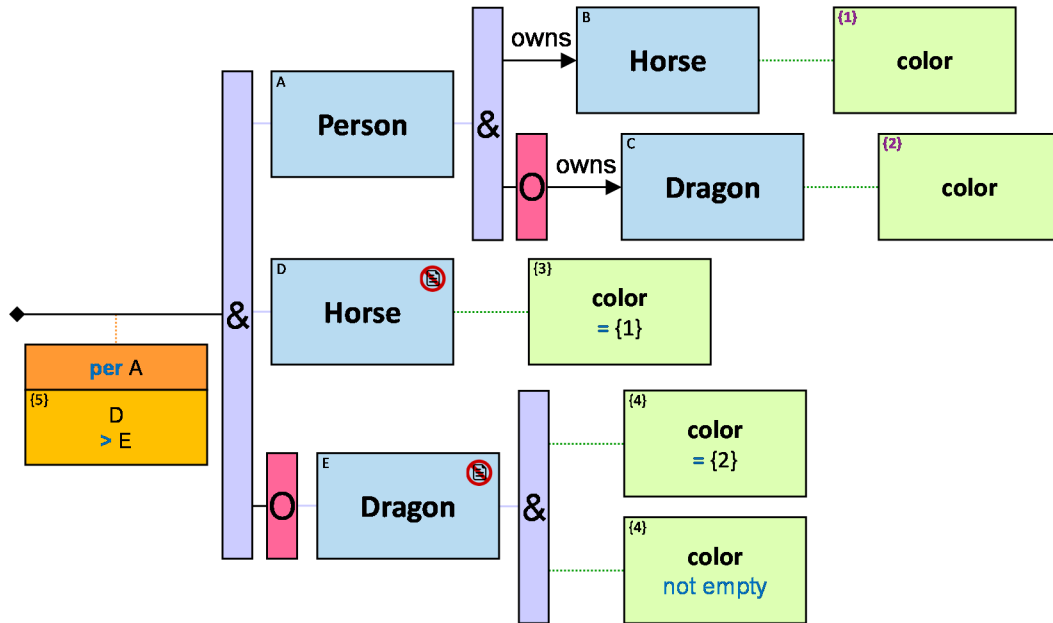 owns
B
Horse
{1}
color
A
Person
&
O
owns
C
Dragon
{2}
color
&
D
Horse
{3}
color
= {1}
per A
{5}
D
> E
O
E
Dragon
&
{4}
color
= {2}
{4}
color
not empty